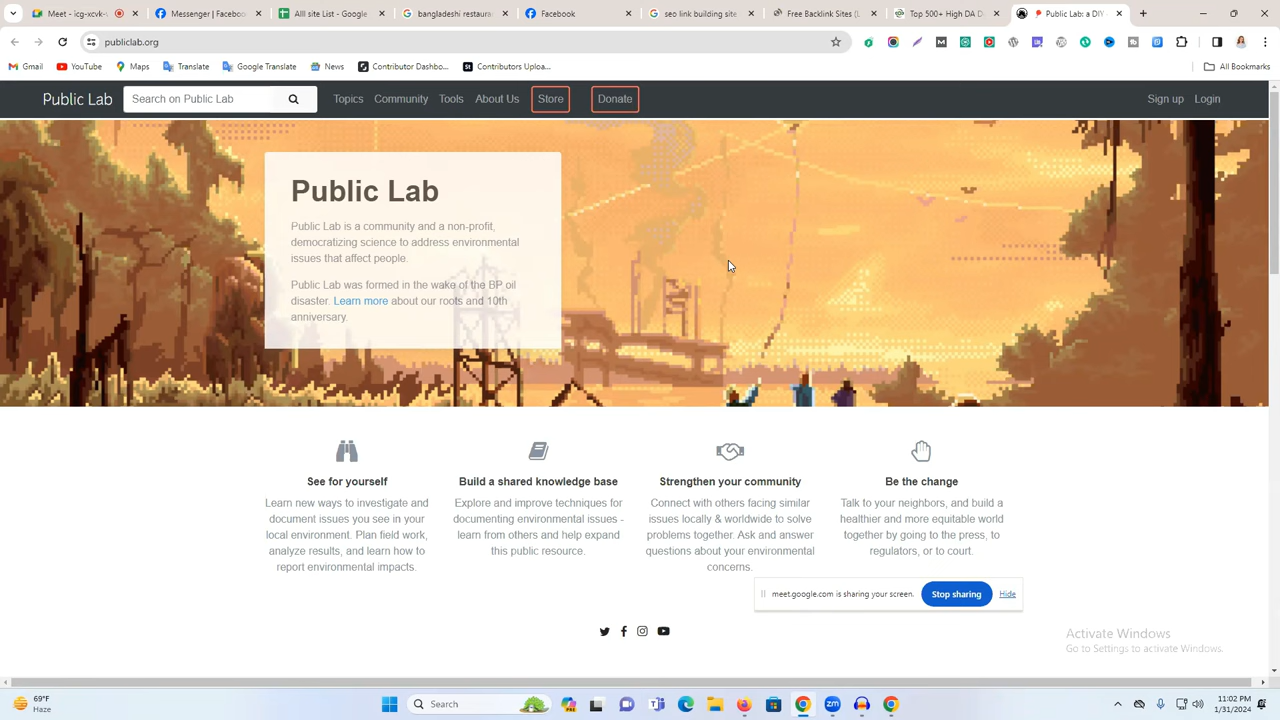 Meet - iqg-xcwe-
Public Laboratory
All site List -
bangladeshi restaura
Facebook
seo link building site
Free Backlink Sites (L
Top 500+ High DA D
Public Lab: a DIY
publiclab.org
Gmail YouTube Maps Translate Google Translate News Contributor Dashbo... Contributors Uploa... All Bookmarks
Public Lab Search on Public Lab Topics Community Tools About Us Store Donate Sign up Login
Public Lab
Public Lab is a community and a non-profit,
democratizing science to address environmental
issues that affect people.
Public Lab was formed in the wake of the BP oil
disaster. Learn more about our roots and 10th
anniversary.
See for yourself
Learn new ways to investigate and
document issues you see in your
local environment. Plan field work,
analyze results, and learn how to
report environmental impacts.
Build a shared knowledge base
Explore and improve techniques for
documenting environmental issues -
learn from others and help expand
this public resource.
Strengthen your community
Connect with others facing similar
issues locally & worldwide to solve
problems together. Ask and answer
questions about your environmental
concerns.
Be the change
Talk to your neighbors, and build a
healthier and more equitable world
together by going to the press, to
regulators, or to court.
meet.google.com is sharing your screen. Stop sharing Hide
Activate Windows
Go to Settings to activate Windows.
69°F
Haze
Search
11:02 PM
1/31/2024